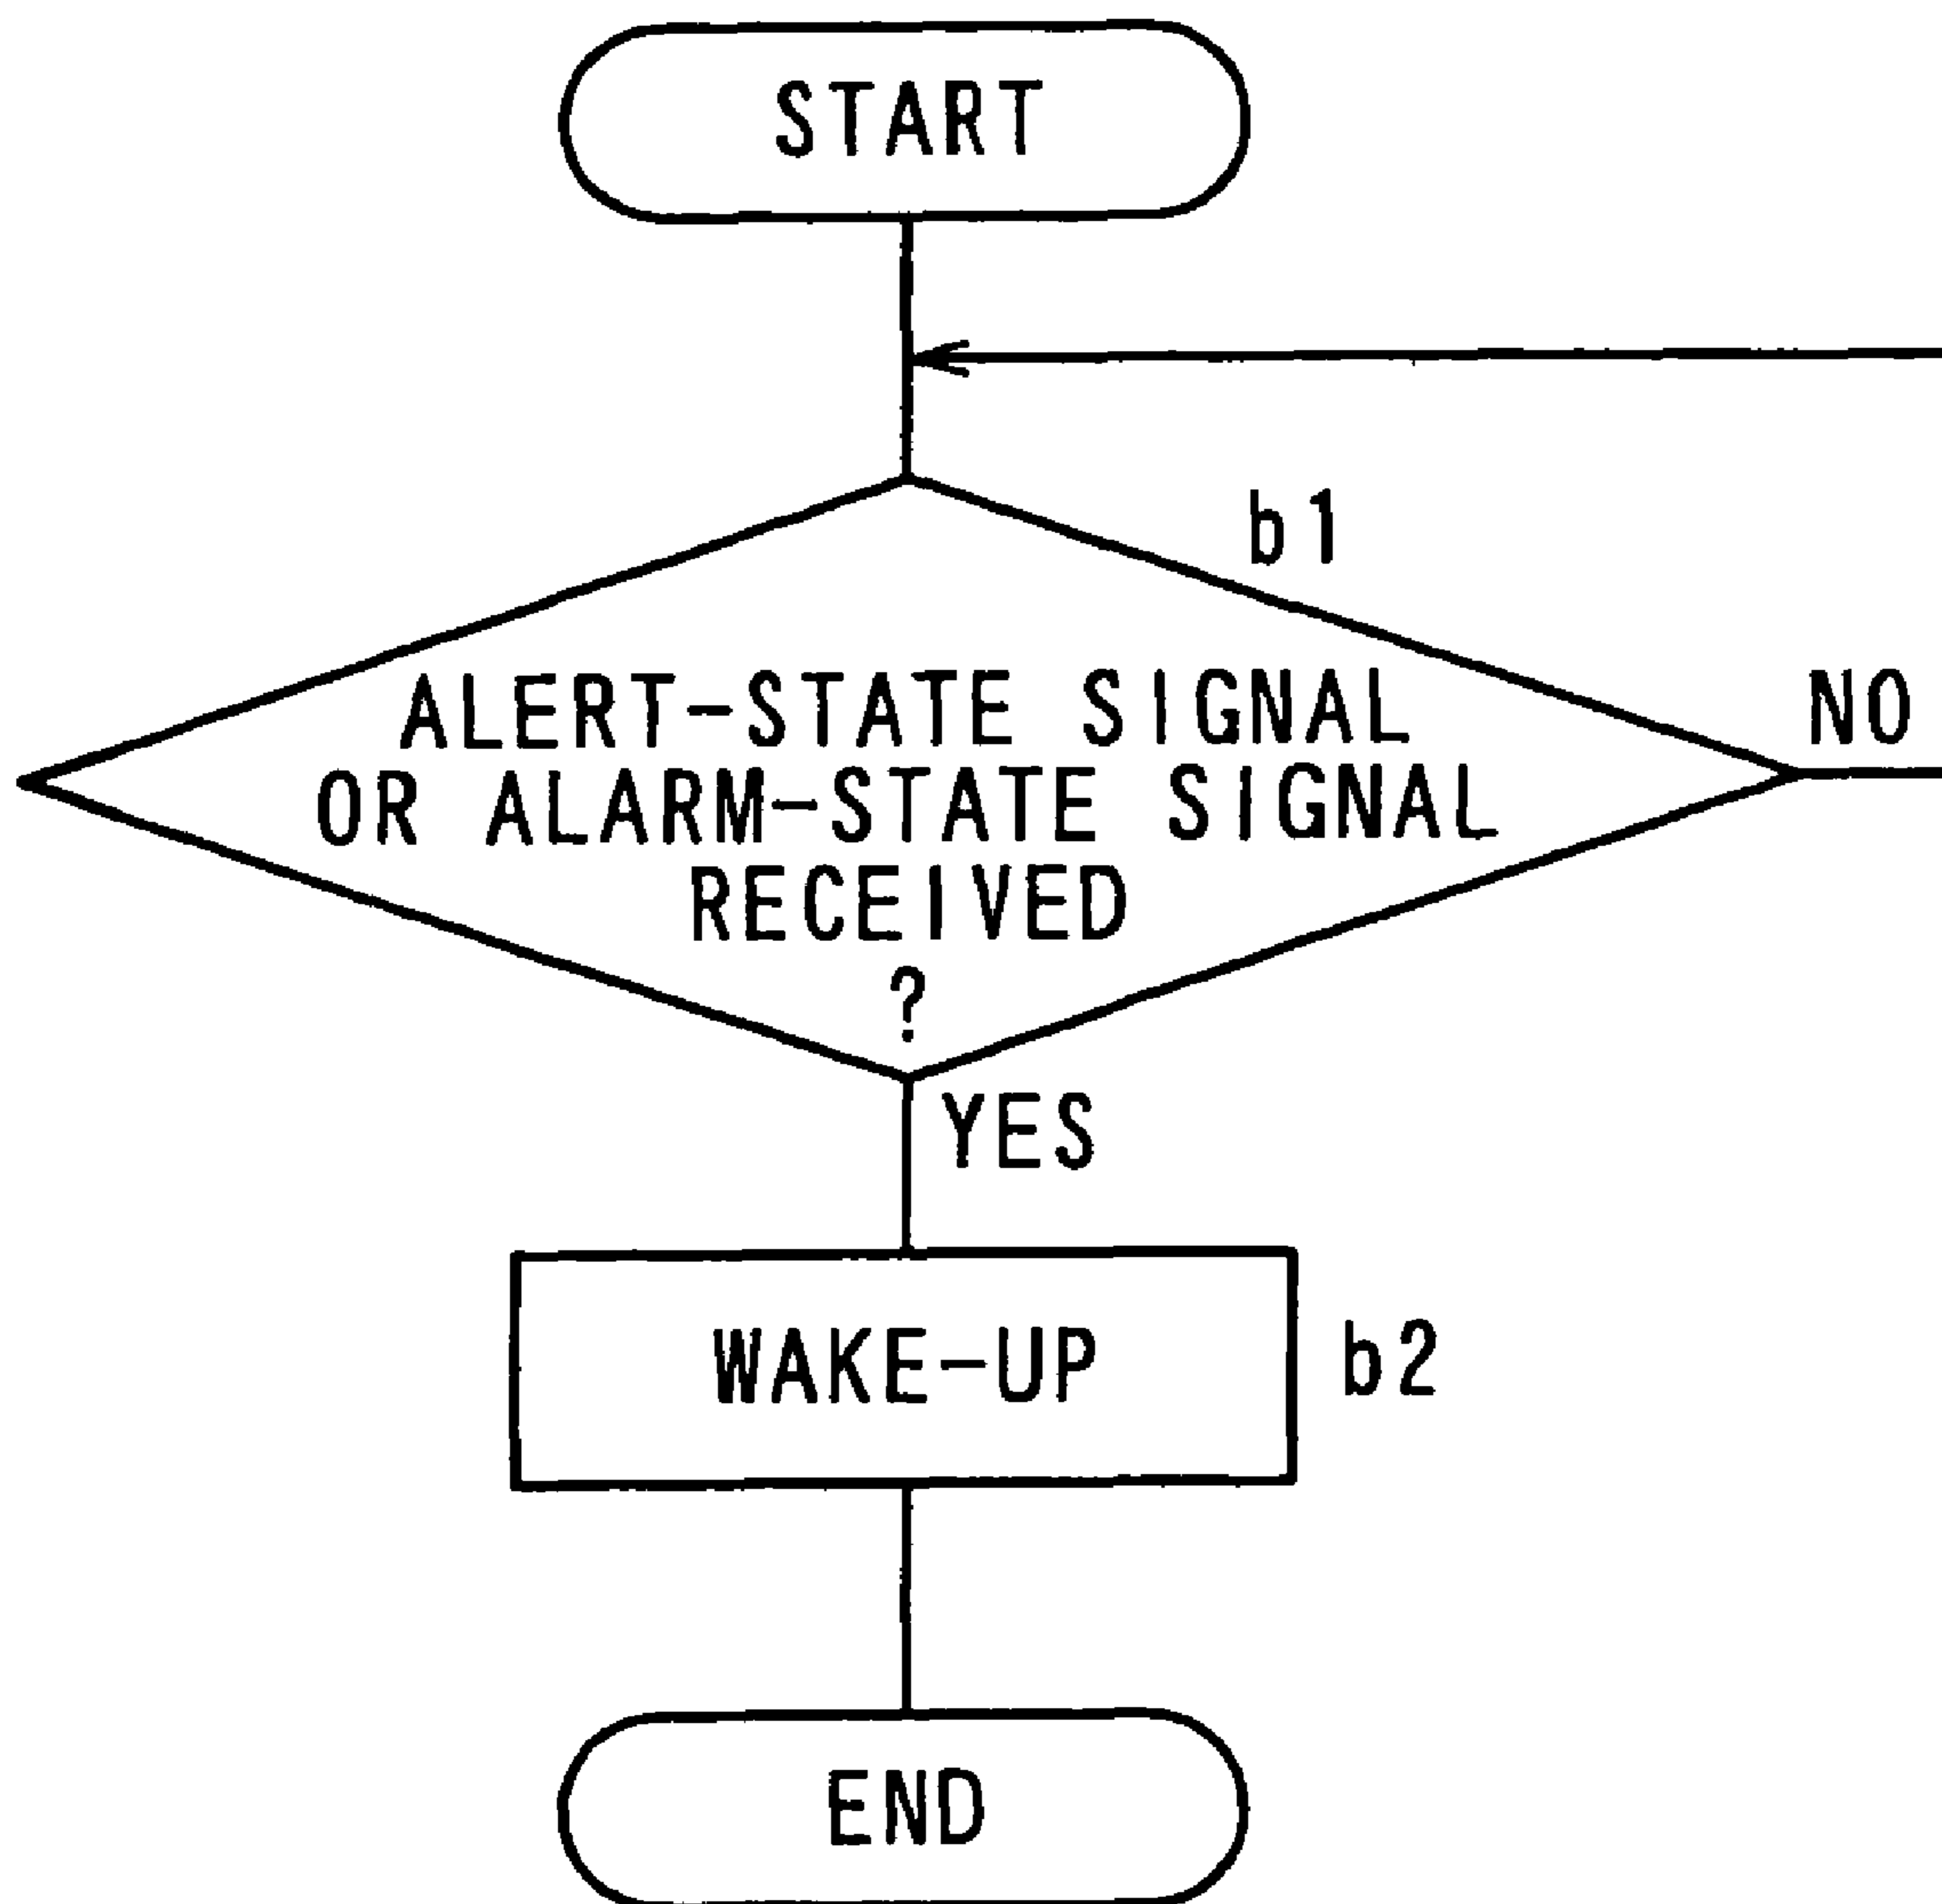 START
b1
ALERT-STATE SIGNAL
OR ALARM-STATE SIGNAL
RECEIVED
?
NO
YES
WAKE-UP
b2
END